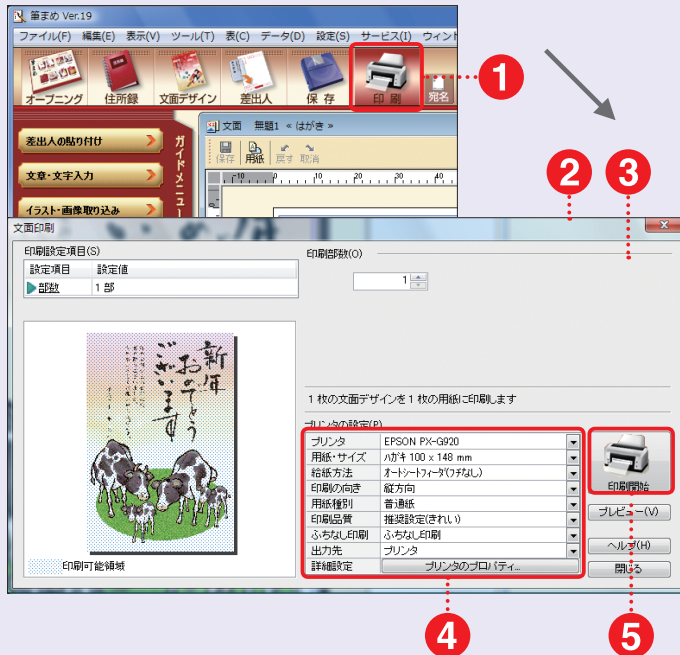 筆まめ Ver.19
ファイル(F) 編集(E) 表示(V) ツール(T) 表(C) データ(D) 設定(S) サービス(I) ウィント
オープニング 住所録 文面デザイン 差出人 保存 印刷 宛名
1
差出人の貼り付け
文章・文字入力
イラスト・画像取り込み
ガイドメニュー
文面 無題1 « はがき »
保存 用紙 戻す 取消
-10 0 10 20 30 40
2 3
文面印刷
印刷設定項目(S)
設定項目 設定値
部数 1 部
印刷部数(O)
1
新年
おめでとう
ございます
印刷可能領域
1 枚の文面デザインを 1 枚の用紙に印刷します
プリンタの設定(P)
プリンタ EPSON PX-G920
用紙・サイズ ハガキ 100 x 148 mm
給紙方法 オートシートフィーダ(フチなし)
印刷の向き 縦方向
用紙種別 普通紙
印刷品質 推奨設定(きれい)
ふちなし印刷 ふちなし印刷
出力先 プリンタ
詳細設定 プリンタのプロパティ...
印刷開始
プレビュー(V)
ヘルプ(H)
閉じる
4 5